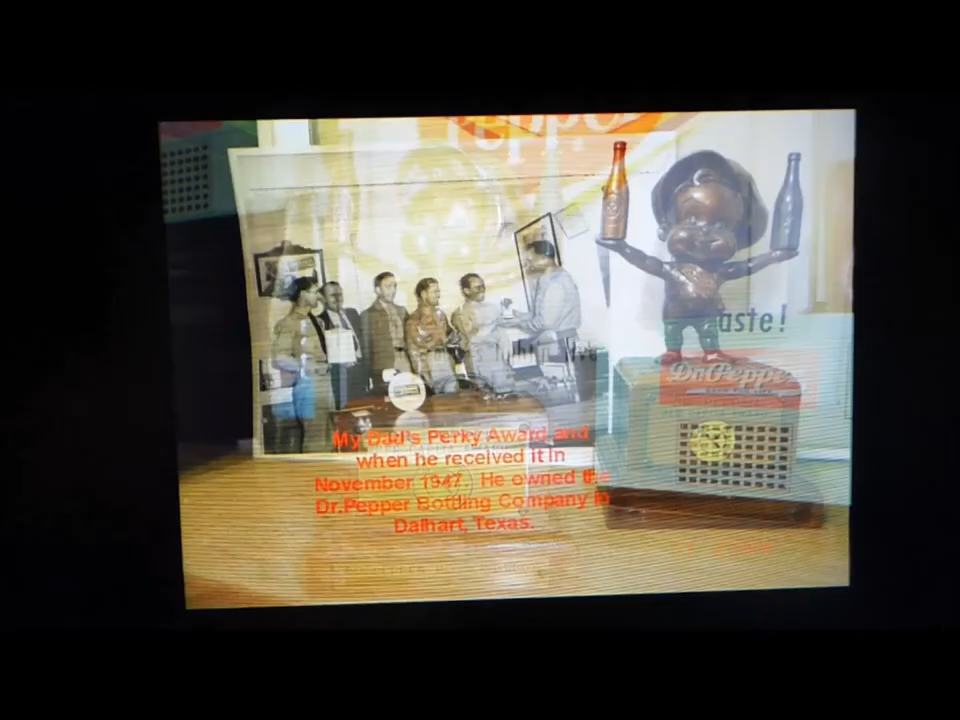 epper
aste!
Dr.Pepper
My Dad's Perky Award and
when he received it in
November 1947. He owned the
Dr.Pepper Bottling Company in
Dalhart, Texas.